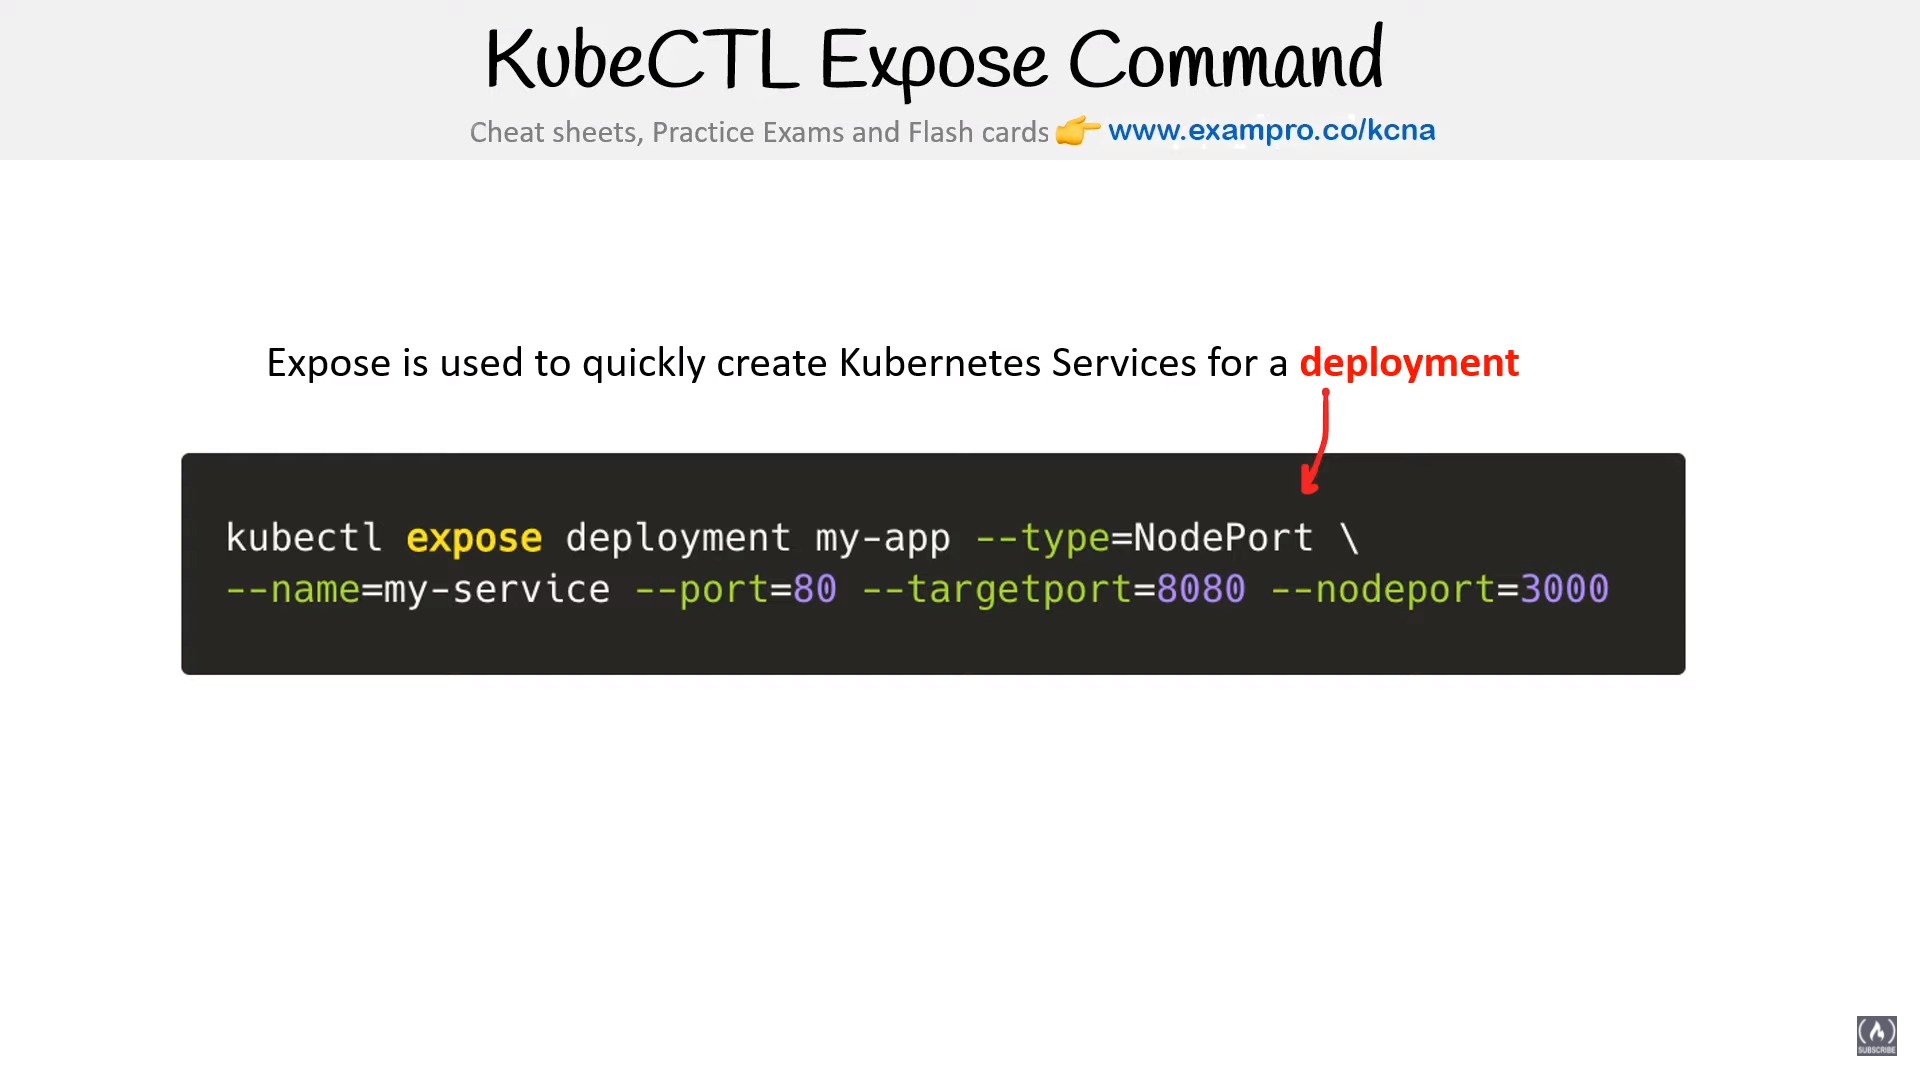 KubeCTL Expose Command
Cheat sheets, Practice Exams and Flash cards 👉 www.exampro.co/kcna
Expose is used to quickly create Kubernetes Services for a deployment
kubectl expose deployment my-app --type=NodePort \
--name=my-service --port=80 --targetport=8080 --nodeport=3000
SUBSCRIBE